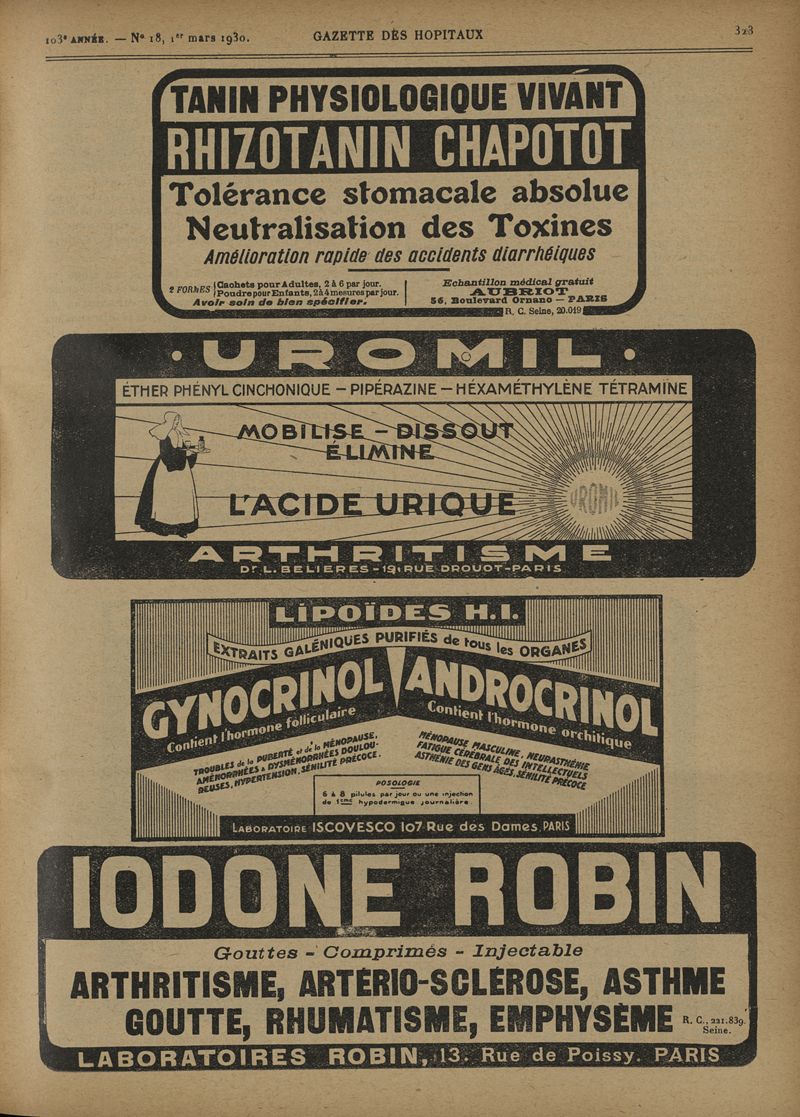 103e ANNÉE. — N° 18, 1er mars 1930. GAZETTE DES HOPITAUX 323
TANIN PHYSIOLOGIQUE VIVANT
RHIZOTANIN CHAPOTOT
Tolérance stomacale absolue
Neutralisation des Toxines
Amélioration rapide des accidents diarrhéiques
2 FORMES
Cachets pour Adultes, 2 à 6 par jour.
Poudre pour Enfants, 2 à 4 mesures par jour.
Avoir soin de bien spécifier.
Echantillon médical gratuit
AUBRIOT
56, Boulevard Ornano — PARIS
R. C. Seine, 20.019
· UROMIL ·
ÉTHER PHÉNYL CINCHONIQUE — PIPÉRAZINE — HÉXAMÉTHYLÈNE TÉTRAMINE
MOBILISE - DISSOUT
ÉLIMINE
L'ACIDE URIQUE
UROMIL
ARTHRITISME
Dr L. BELIERES - 19, RUE DROUOT - PARIS
LIPOÏDES H.I.
EXTRAITS GALÉNIQUES PURIFIÉS de tous les ORGANES
GYNOCRINOL
Contient l'hormone folliculaire
ANDROCRINOL
Contient l'hormone orchitique
TROUBLES de la PUBERTÉ et de la MÉNOPAUSE,
AMÉNORRHÉES & DYSMÉNORRHÉES DOULOU-
REUSES, HYPERTENSION, SÉNILITÉ PRÉCOCE.
MÉNOPAUSE MASCULINE, NEURASTHÉNIE
FATIGUE CÉRÉBRALE DES INTELLECTUELS
ASTHENIE DES GENS ÂGÉS, SÉNILITÉ PRÉCOCE
POSOLOGIE
6 à 8 pilules par jour ou une injection
de 1cmc hypodermique journalière.
LABORATOIRE ISCOVESCO 107 Rue des Dames, PARIS
IODONE ROBIN
Gouttes - Comprimés - Injectable
ARTHRITISME, ARTÉRIO-SCLÉROSE, ASTHME
GOUTTE, RHUMATISME, EMPHYSÈME
R. C., 221.839.
Seine.
LABORATOIRES ROBIN, 13, Rue de Poissy. PARIS